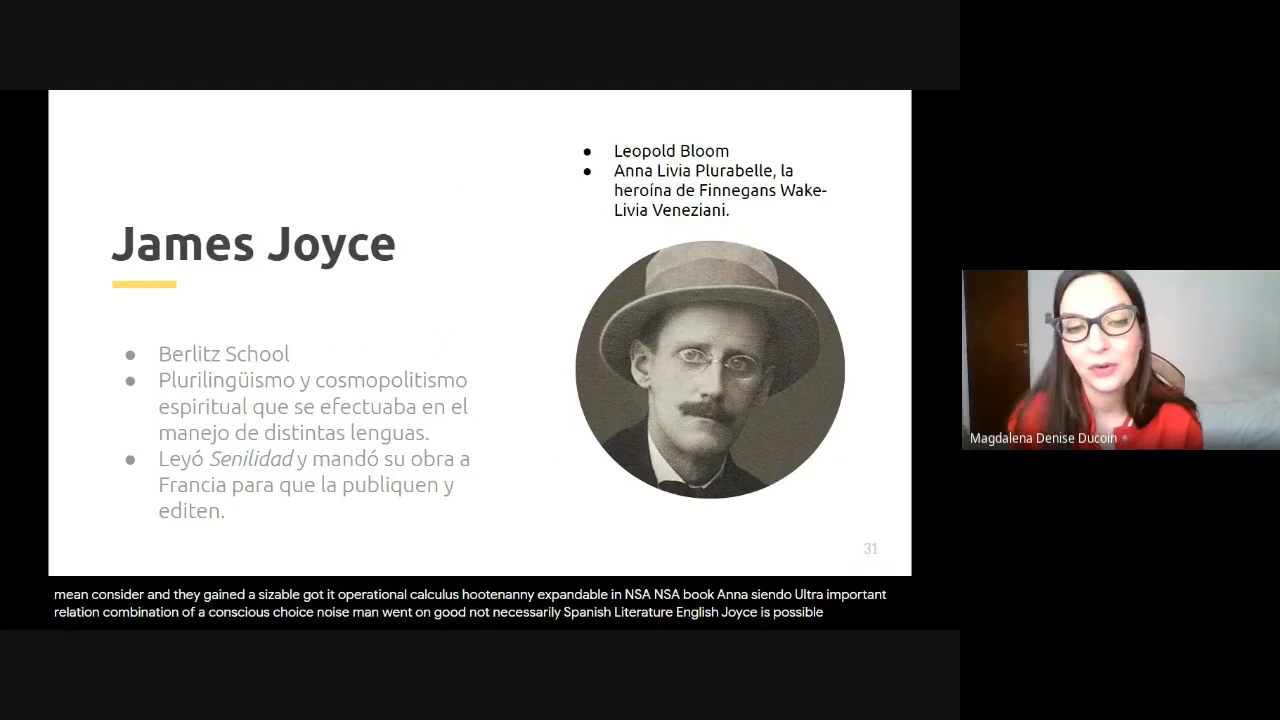 Leopold Bloom
Anna Livia Plurabelle, la
heroína de Finnegans Wake-
Livia Veneziani.
James Joyce
Berlitz School
Plurilingüismo y cosmopolitismo
espiritual que se efectuaba en el
manejo de distintas lenguas.
Leyó Senilidad y mandó su obra a
Francia para que la publiquen y
editen.
31
mean consider and they gained a sizable got it operational calculus hootenanny expandable in NSA NSA book Anna siendo Ultra important
relation combination of a conscious choice noise man went on good not necessarily Spanish Literature English Joyce is possible
Magdalena Denise Ducoin